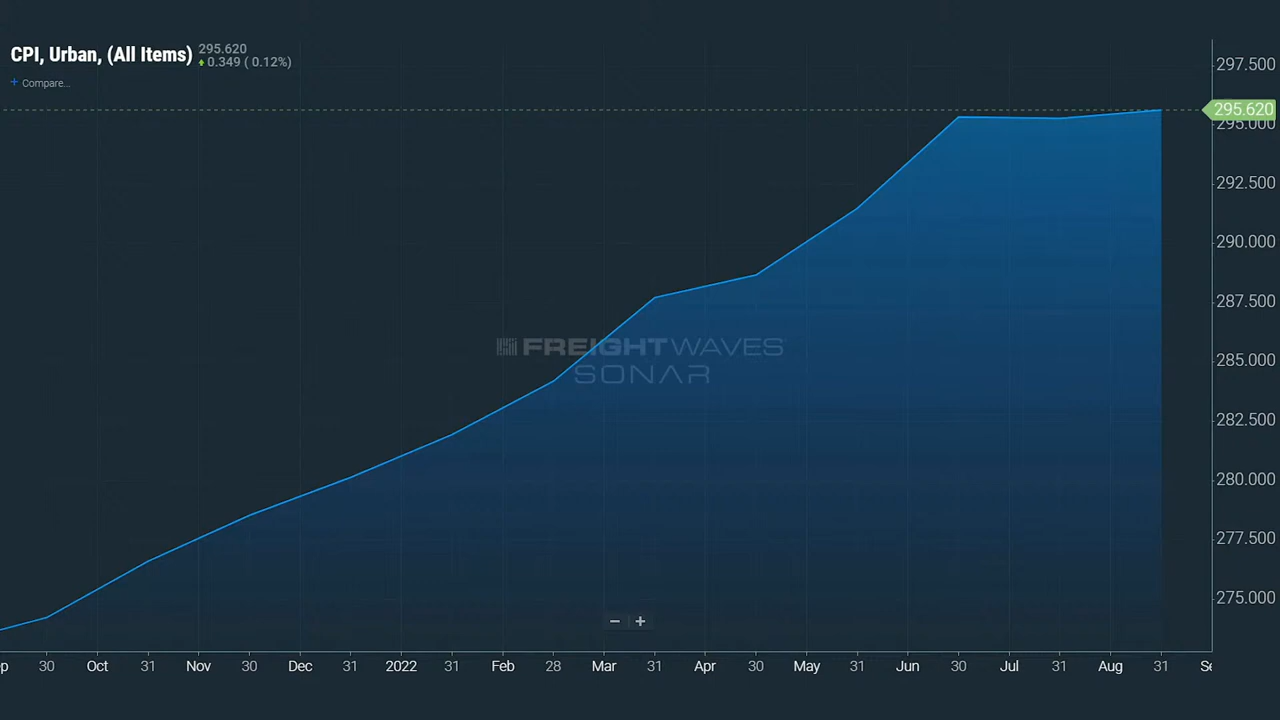 CPI, Urban, (All Items) 295.620
0.349 ( 0.12%)
+ Compare...
297.500
295.620
295.000
292.500
290.000
287.500
FREIGHTWAVES
SONAR
285.000
282.500
280.000
277.500
275.000
− +
p 30 Oct 31 Nov 30 Dec 31 2022 31 Feb 28 Mar 31 Apr 30 May 31 Jun 30 Jul 31 Aug 31 Se